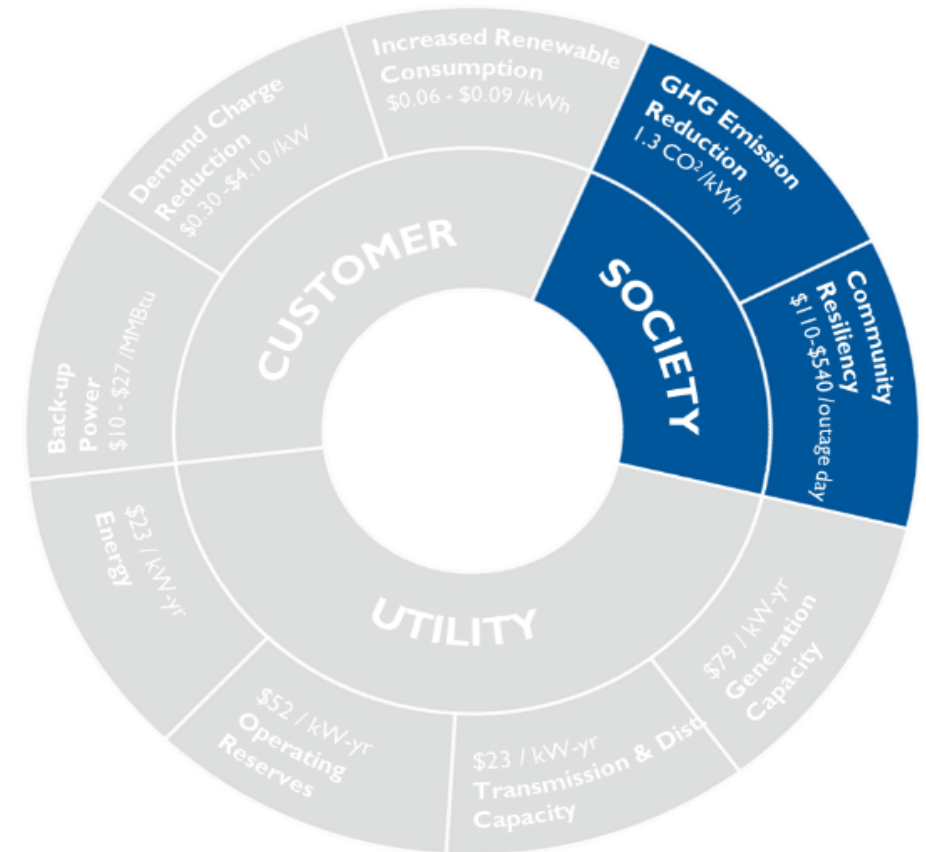 Increased Renewable
Consumption
$0.06 - $0.09 /kWh
GHG Emission
Reduction
1.3 CO² /kWh
Community
Resiliency
$110-$540 /outage day
$79 / kW-yr
Generation
Capacity
$23 / kW-yr
Transmission & Dist.
Capacity
$52 / kW-yr
Operating
Reserves
$23 / kW-yr
Energy
Back-up
Power
$10 - $27 /MMBtu
Demand Charge
Reduction
$0.30 -$4.10 /kW
CUSTOMER
SOCIETY
UTILITY